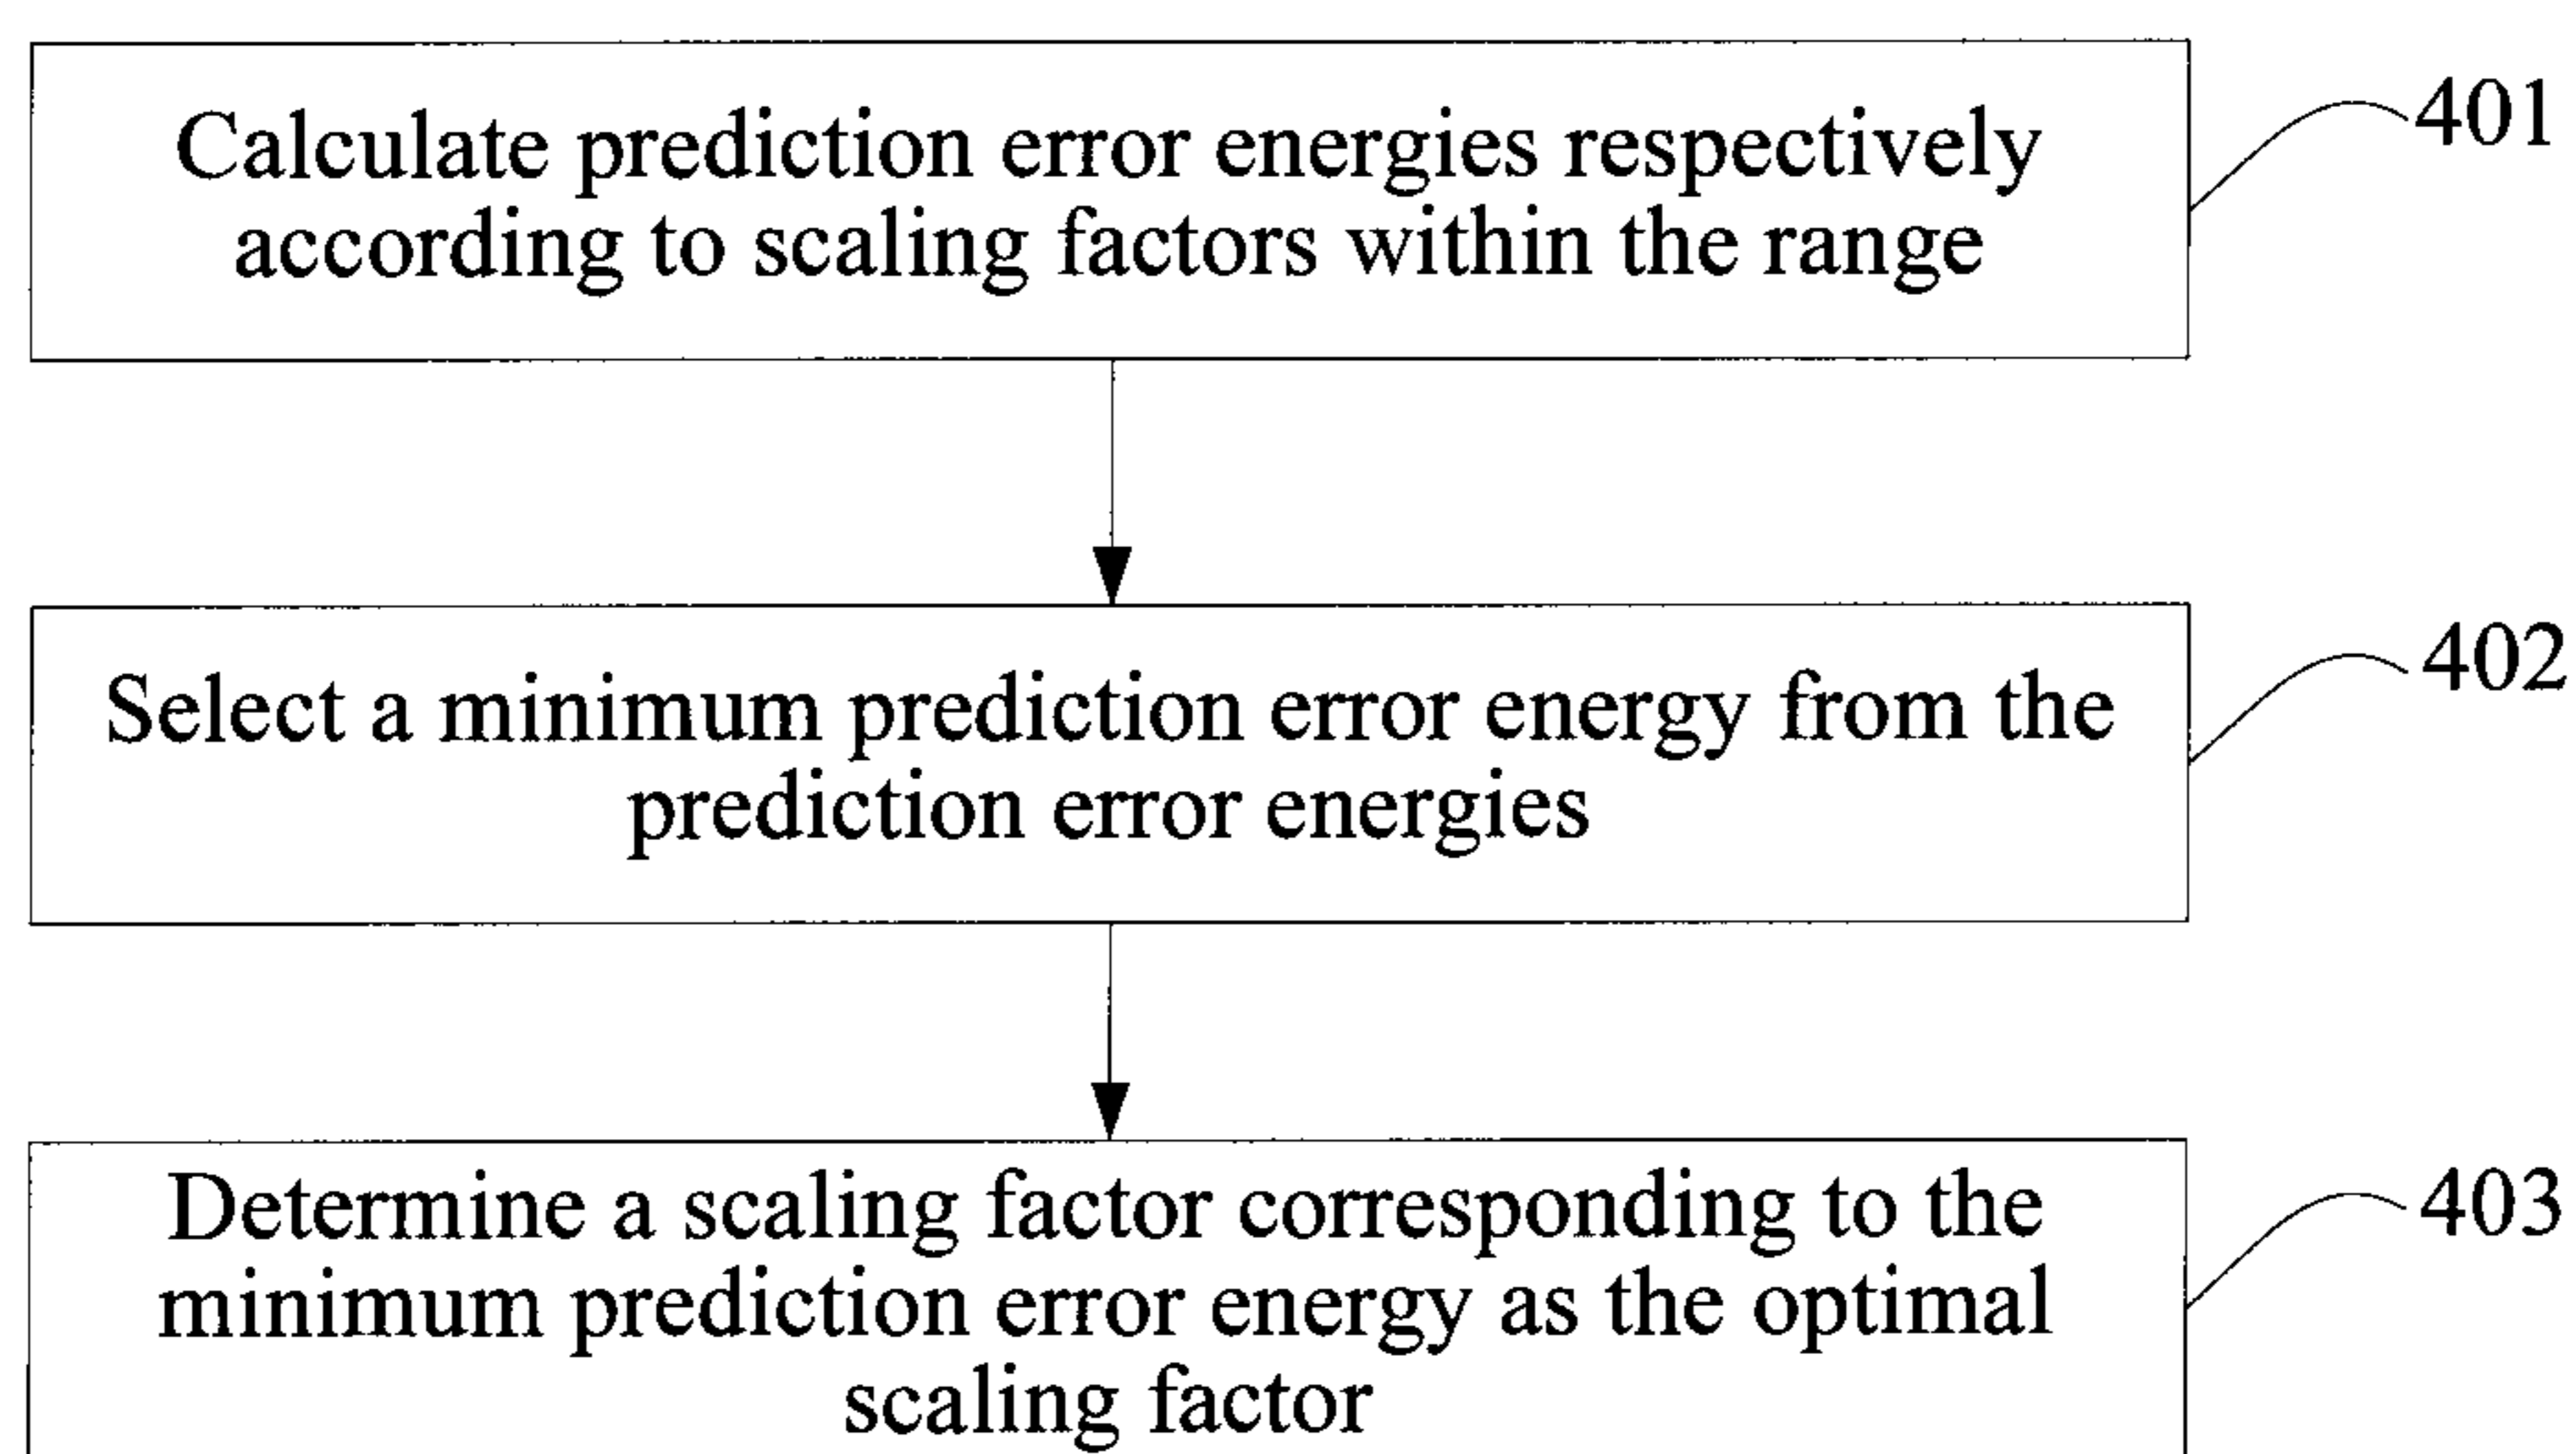 Calculate prediction error energies respectively
according to scaling factors within the range
401
Select a minimum prediction error energy from the
prediction error energies
402
Determine a scaling factor corresponding to the
minimum prediction error energy as the optimal
scaling factor
403